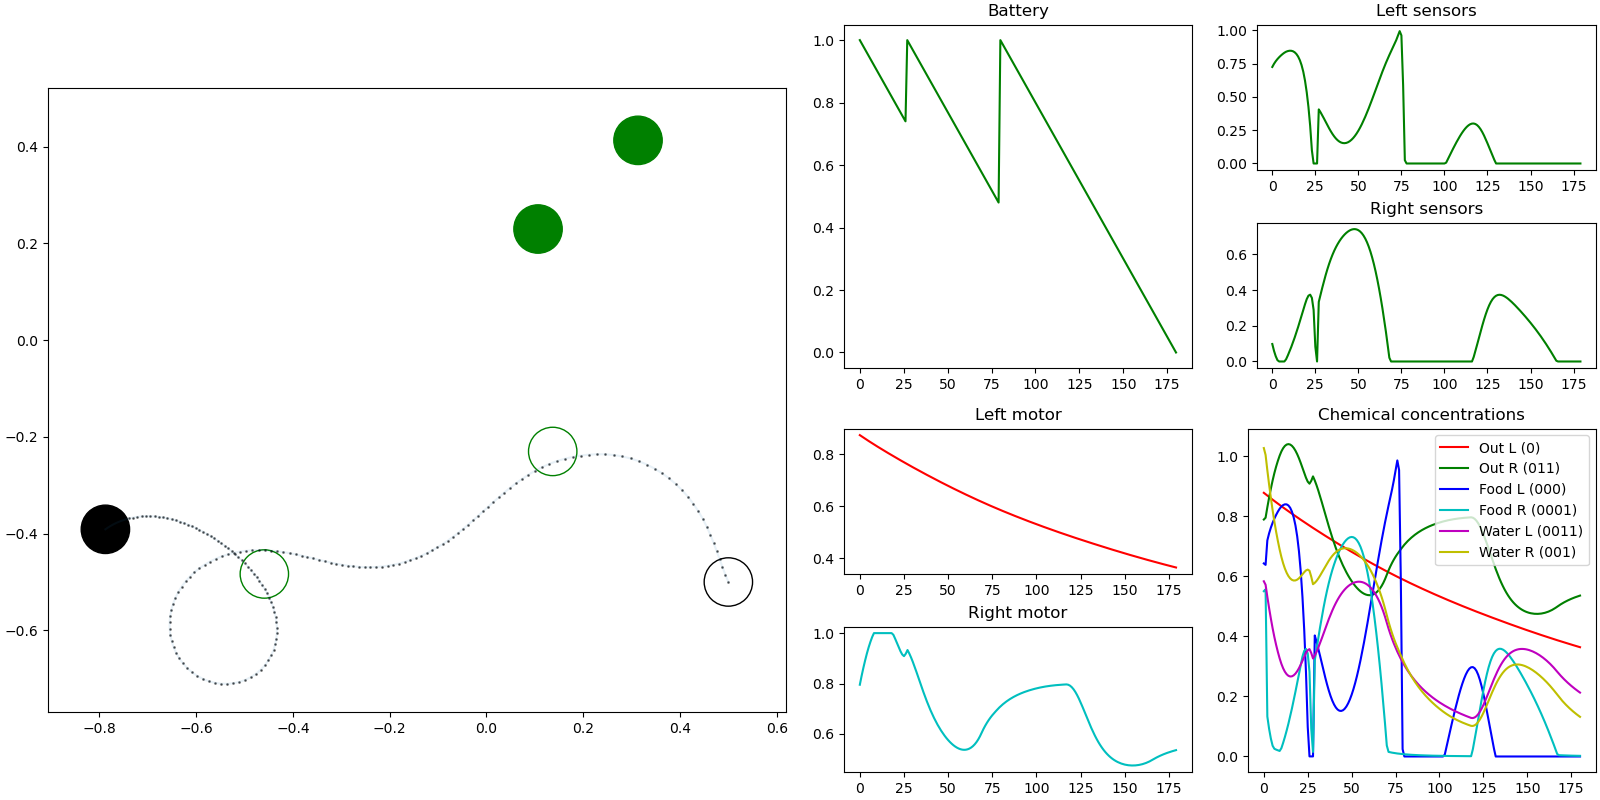 0.4
0.2
0.0
−0.2
−0.4
−0.6
−0.8 −0.6 −0.4 −0.2 0.0 0.2 0.4 0.6
Battery
1.0
0.8
0.6
0.4
0.2
0.0
0 25 50 75 100 125 150 175
Left sensors
1.00
0.75
0.50
0.25
0.00
0 25 50 75 100 125 150 175
Right sensors
0.6
0.4
0.2
0.0
0 25 50 75 100 125 150 175
Left motor
0.8
0.6
0.4
0 25 50 75 100 125 150 175
Right motor
1.0
0.8
0.6
0 25 50 75 100 125 150 175
Chemical concentrations
1.0
0.8
0.6
0.4
0.2
0.0
0 25 50 75 100 125 150 175
Out L (0)
Out R (011)
Food L (000)
Food R (0001)
Water L (0011)
Water R (001)